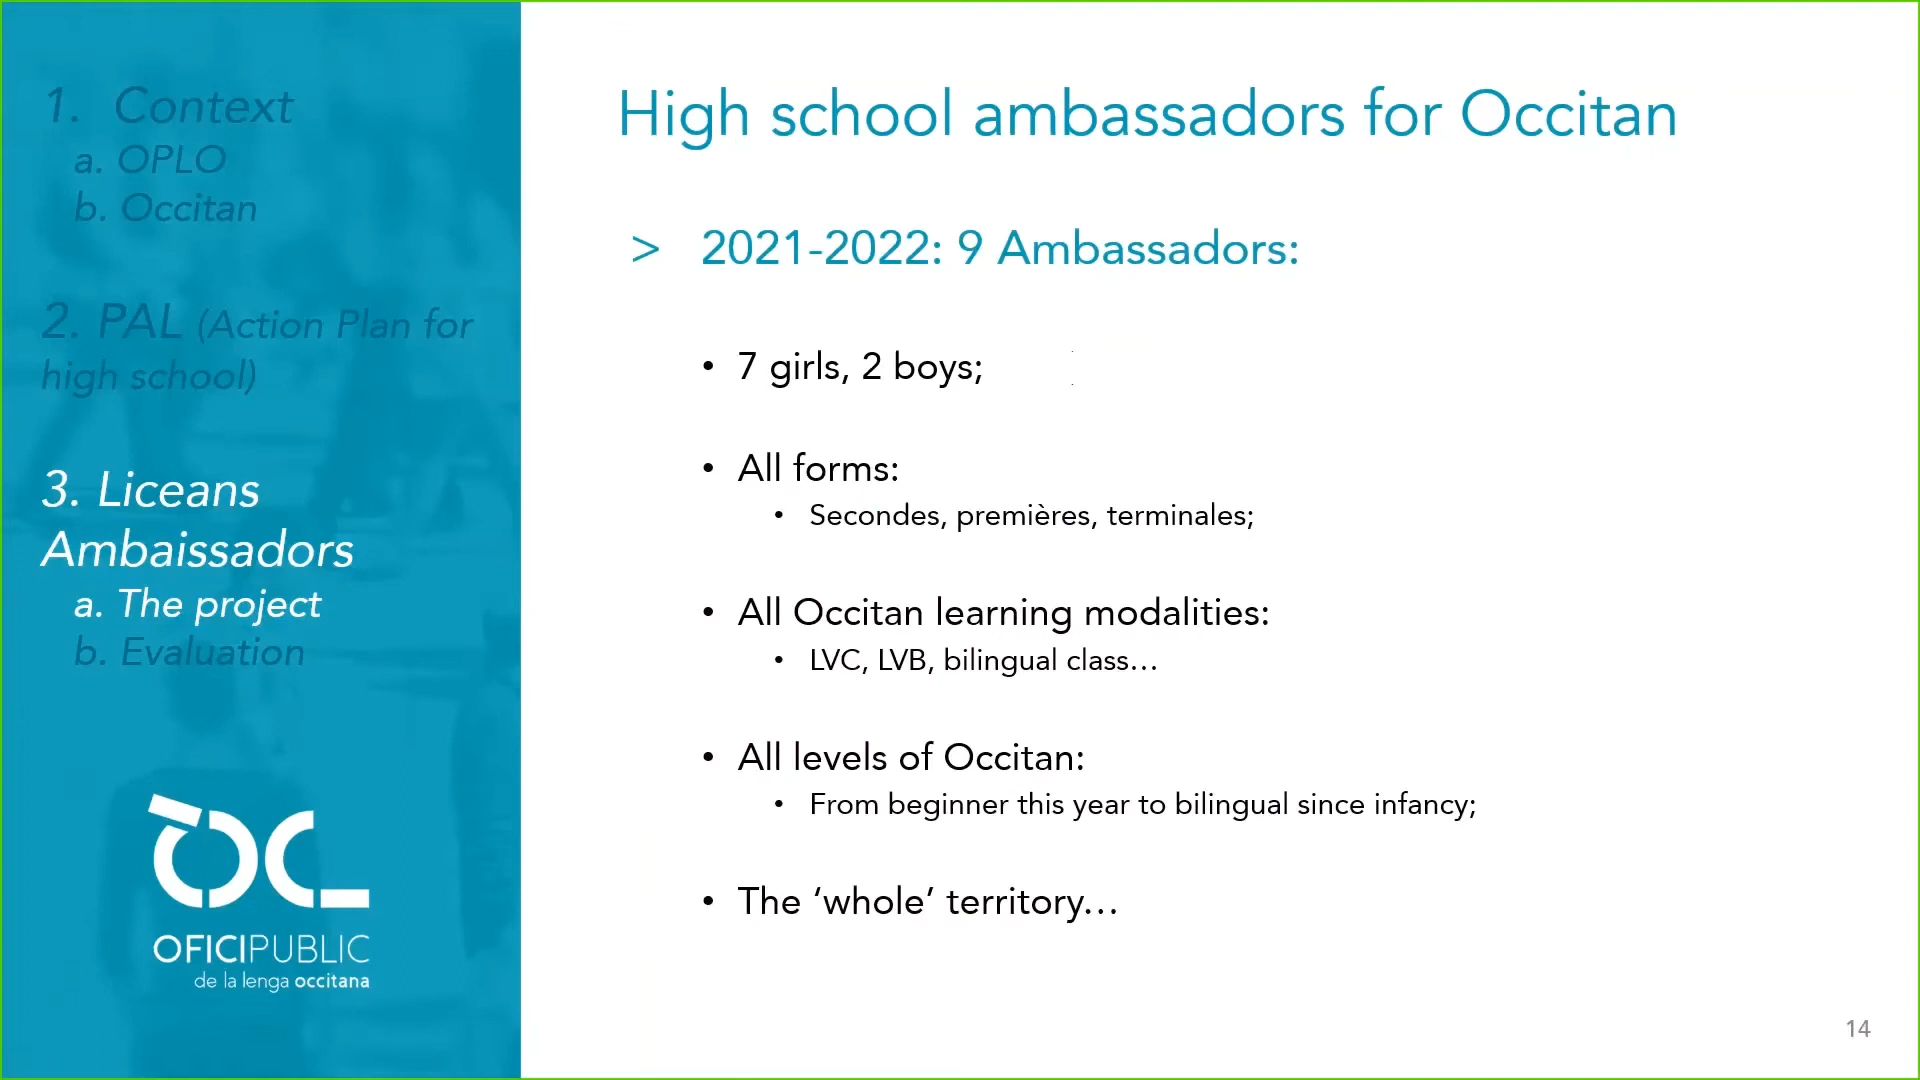 1. Context
a. OPLO
b. Occitan
2. PAL (Action Plan for
high school)
3. Liceans
Ambaissadors
a. The project
b. Evaluation
OFICIPUBLIC
de la lenga occitana
High school ambassadors for Occitan
> 2021-2022: 9 Ambassadors:
• 7 girls, 2 boys;
• All forms:
• Secondes, premières, terminales;
• All Occitan learning modalities:
• LVC, LVB, bilingual class…
• All levels of Occitan:
• From beginner this year to bilingual since infancy;
• The ‘whole’ territory…
14